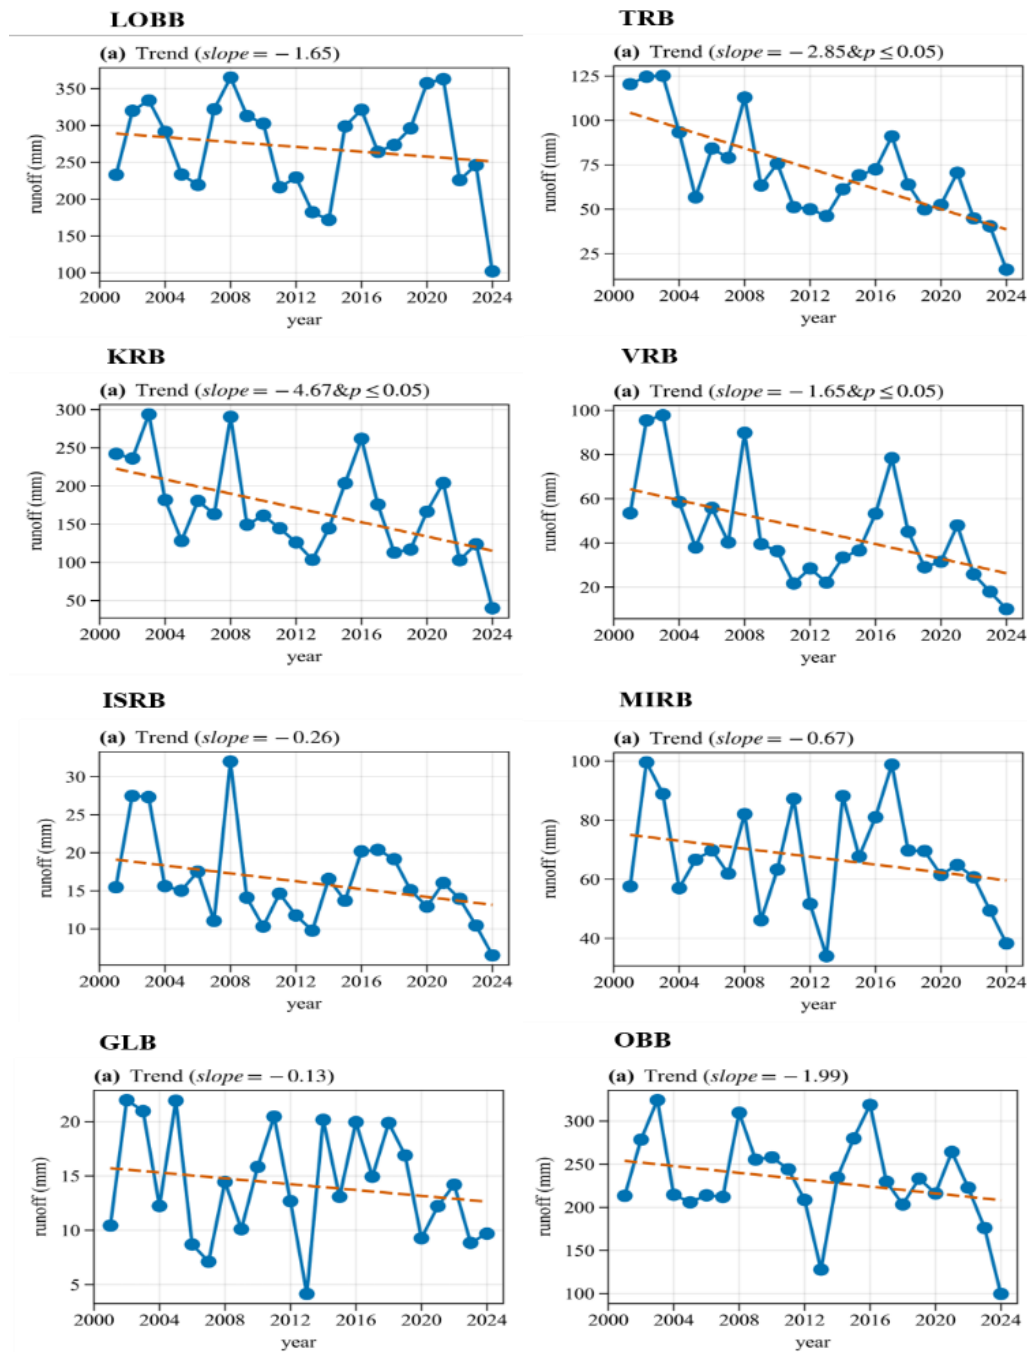 LOBB
(a) Trend (slope = − 1.65)
350
300
250
200
150
100
runoff (mm)
2000 2004 2008 2012 2016 2020 2024
year
TRB
(a) Trend (slope = − 2.85&p ≤ 0.05)
125
100
75
50
25
runoff (mm)
2000 2004 2008 2012 2016 2020 2024
year
KRB
(a) Trend (slope = − 4.67&p ≤ 0.05)
300
250
200
150
100
50
runoff (mm)
2000 2004 2008 2012 2016 2020 2024
year
VRB
(a) Trend (slope = − 1.65&p ≤ 0.05)
100
80
60
40
20
runoff (mm)
2000 2004 2008 2012 2016 2020 2024
year
ISRB
(a) Trend (slope = − 0.26)
30
25
20
15
10
runoff (mm)
2000 2004 2008 2012 2016 2020 2024
year
MIRB
(a) Trend (slope = − 0.67)
100
80
60
40
runoff (mm)
2000 2004 2008 2012 2016 2020 2024
year
GLB
(a) Trend (slope = − 0.13)
20
15
10
5
runoff (mm)
2000 2004 2008 2012 2016 2020 2024
year
OBB
(a) Trend (slope = − 1.99)
300
250
200
150
100
runoff (mm)
2000 2004 2008 2012 2016 2020 2024
year